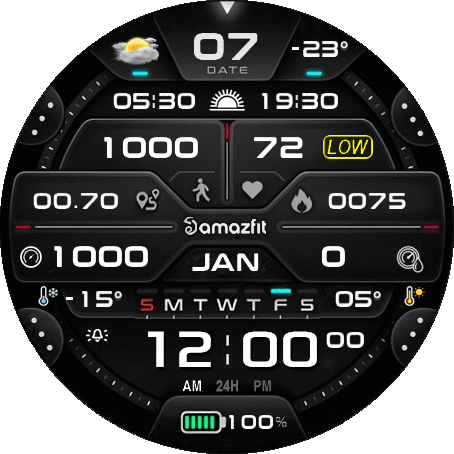 07 -23°
DATE
05:30 19:30
1000 72 LOW
00.70 0075
amazfit
1000 JAN 0
-15° S M T W T F S 05°
12:00 00
AM 24H PM
100%